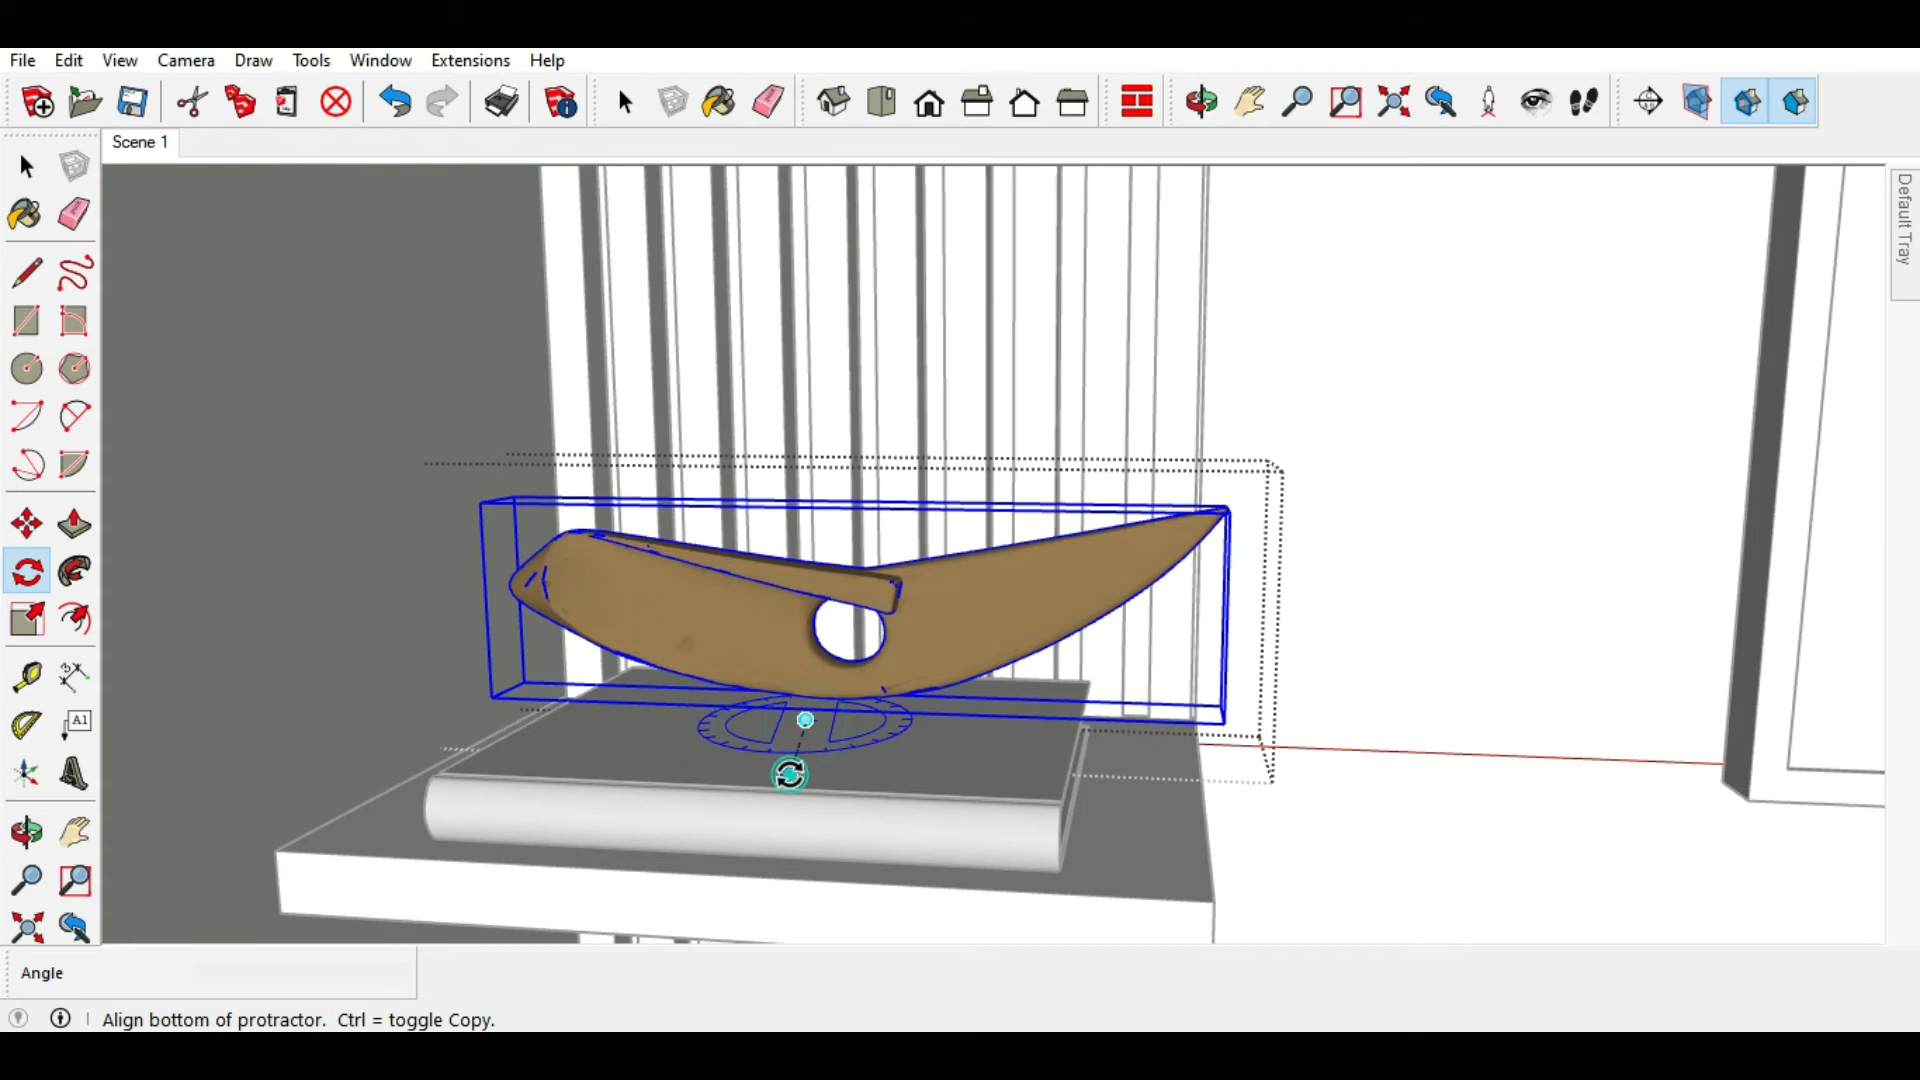 File Edit View Camera Draw Tools Window Extensions Help
Scene 1
Default Tray
A1
Angle
Align bottom of protractor. Ctrl = toggle Copy.